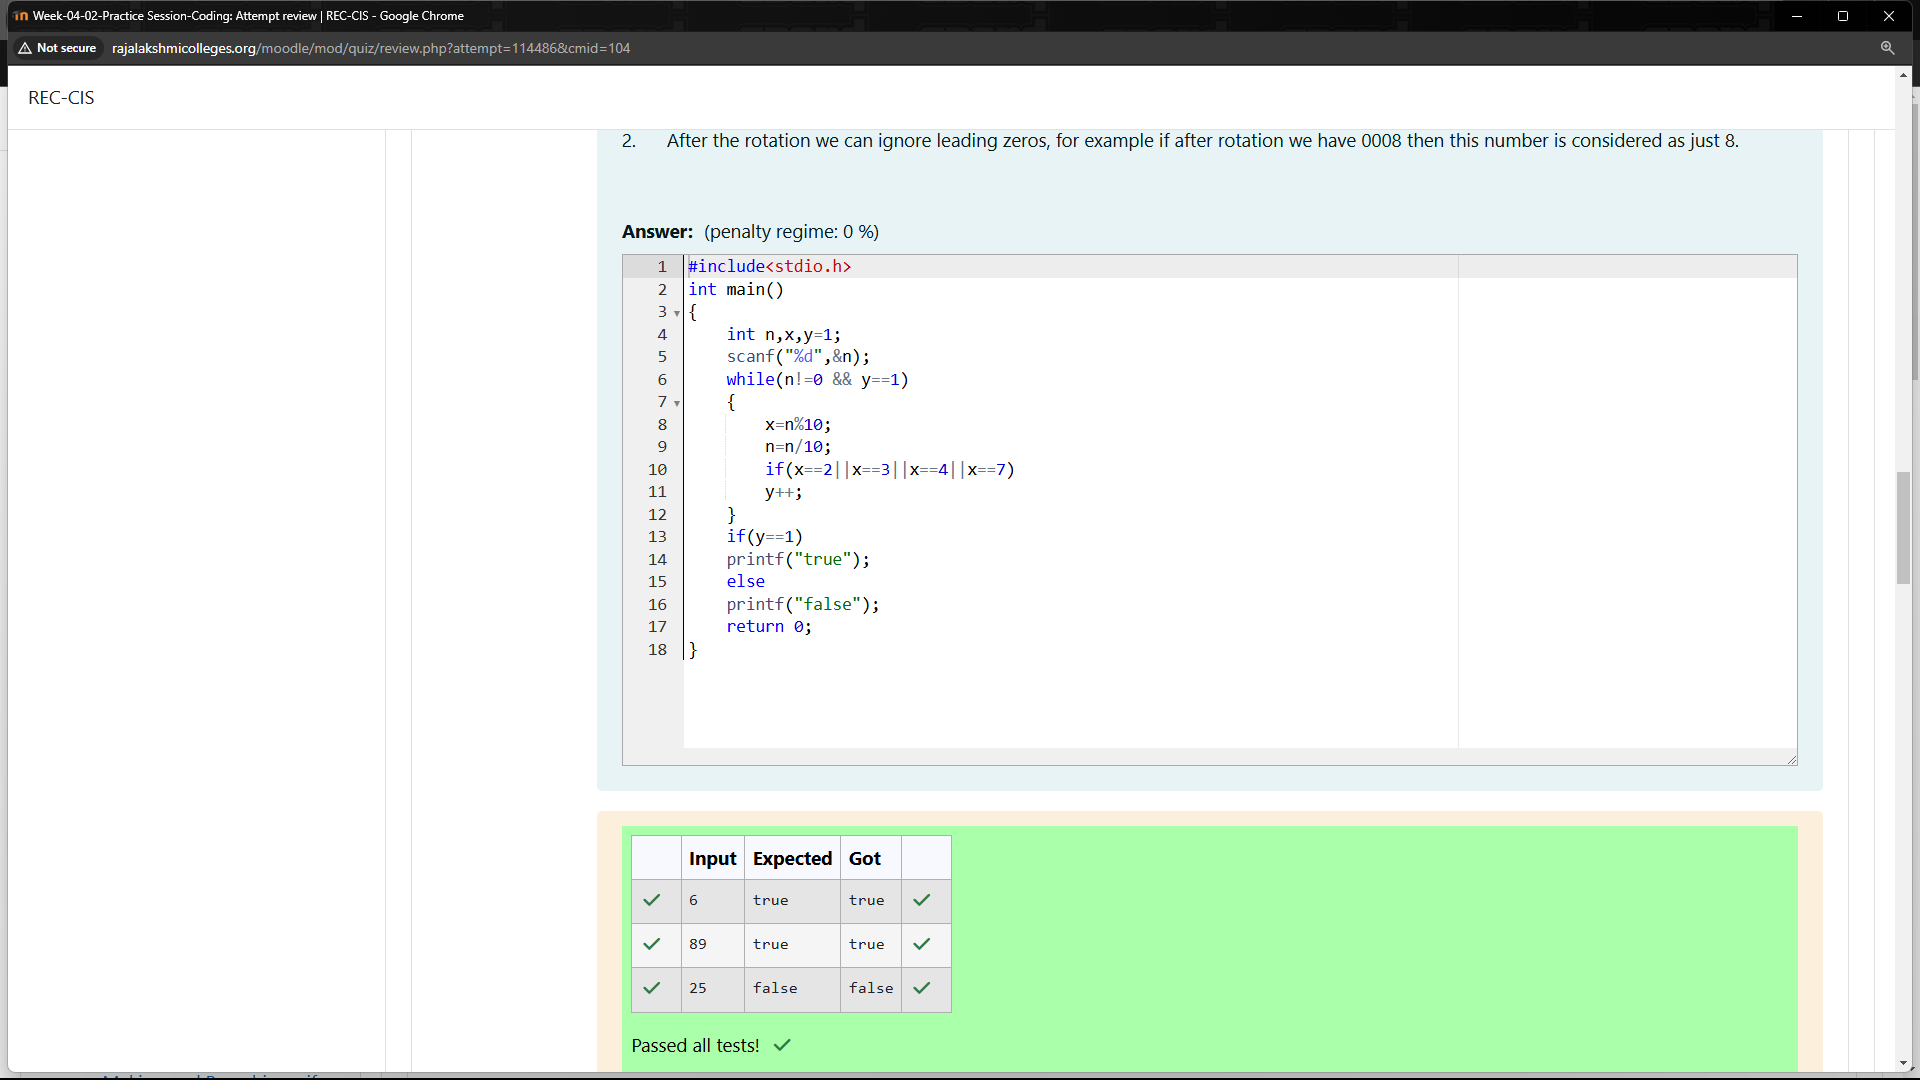 Week-04-02-Practice Session-Coding: Attempt review | REC-CIS - Google Chrome
Not secure rajalakshmicolleges.org/moodle/mod/quiz/review.php?attempt=114486&cmid=104
REC-CIS
2. After the rotation we can ignore leading zeros, for example if after rotation we have 0008 then this number is considered as just 8.
Answer: (penalty regime: 0 %)
1 #include<stdio.h>
2 int main()
3 {
4 int n,x,y=1;
5 scanf("%d",&n);
6 while(n!=0 && y==1)
7 {
8 x=n%10;
9 n=n/10;
10 if(x==2||x==3||x==4||x==7)
11 y++;
12 }
13 if(y==1)
14 printf("true");
15 else
16 printf("false");
17 return 0;
18 }
Input Expected Got
6 true true
89 true true
25 false false
Passed all tests!